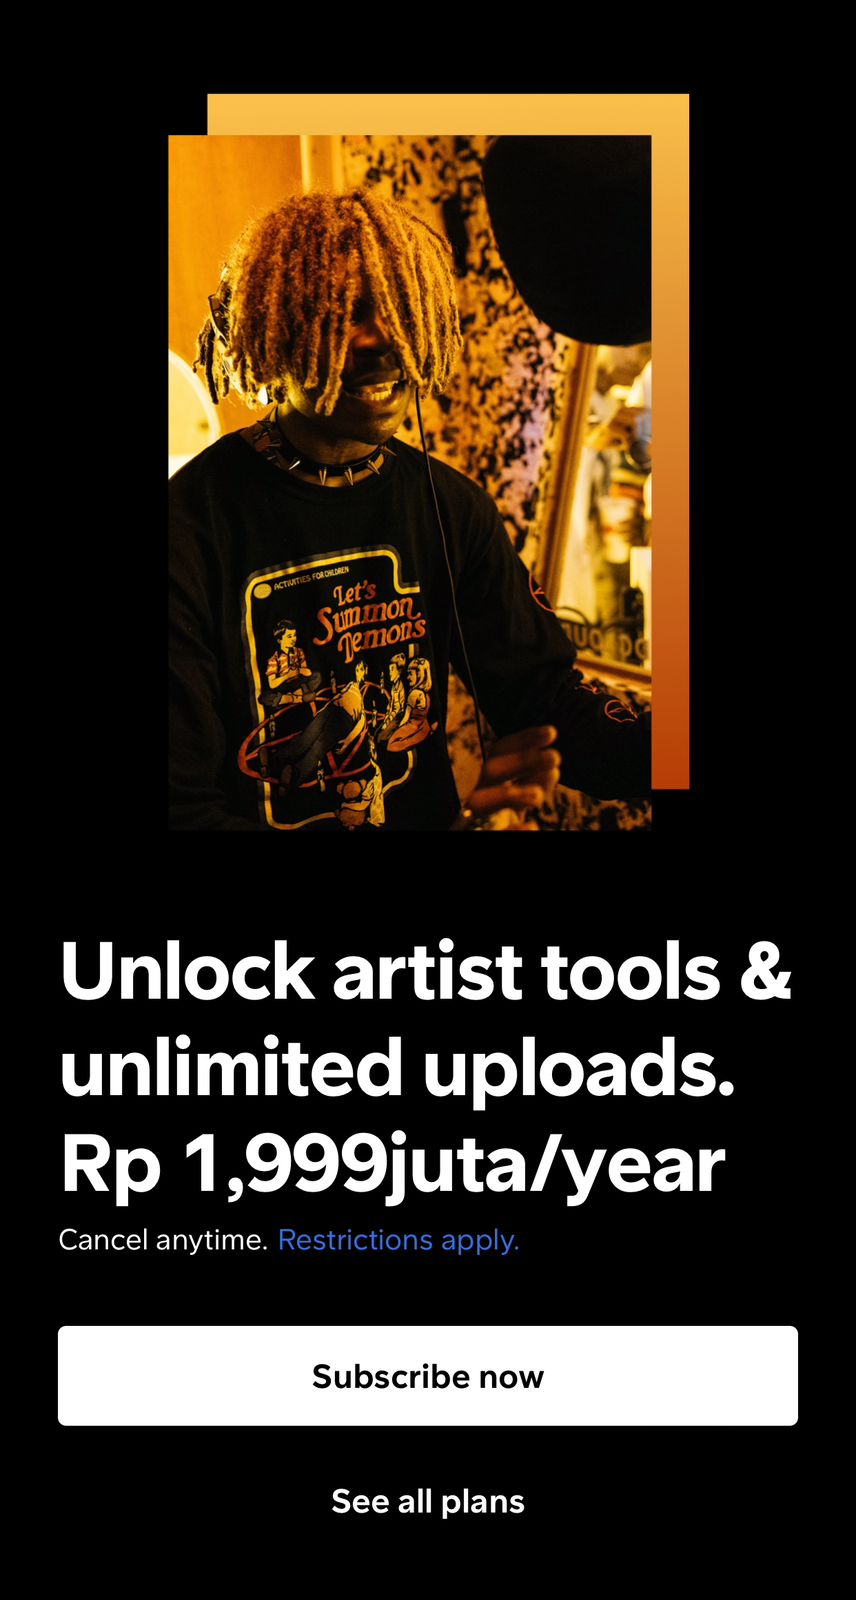 ACTIVITIES FOR CHILDREN
Let's
Summon
Demons
Unlock artist tools &
unlimited uploads.
Rp 1,999juta/year
Cancel anytime. Restrictions apply.
Subscribe now
See all plans